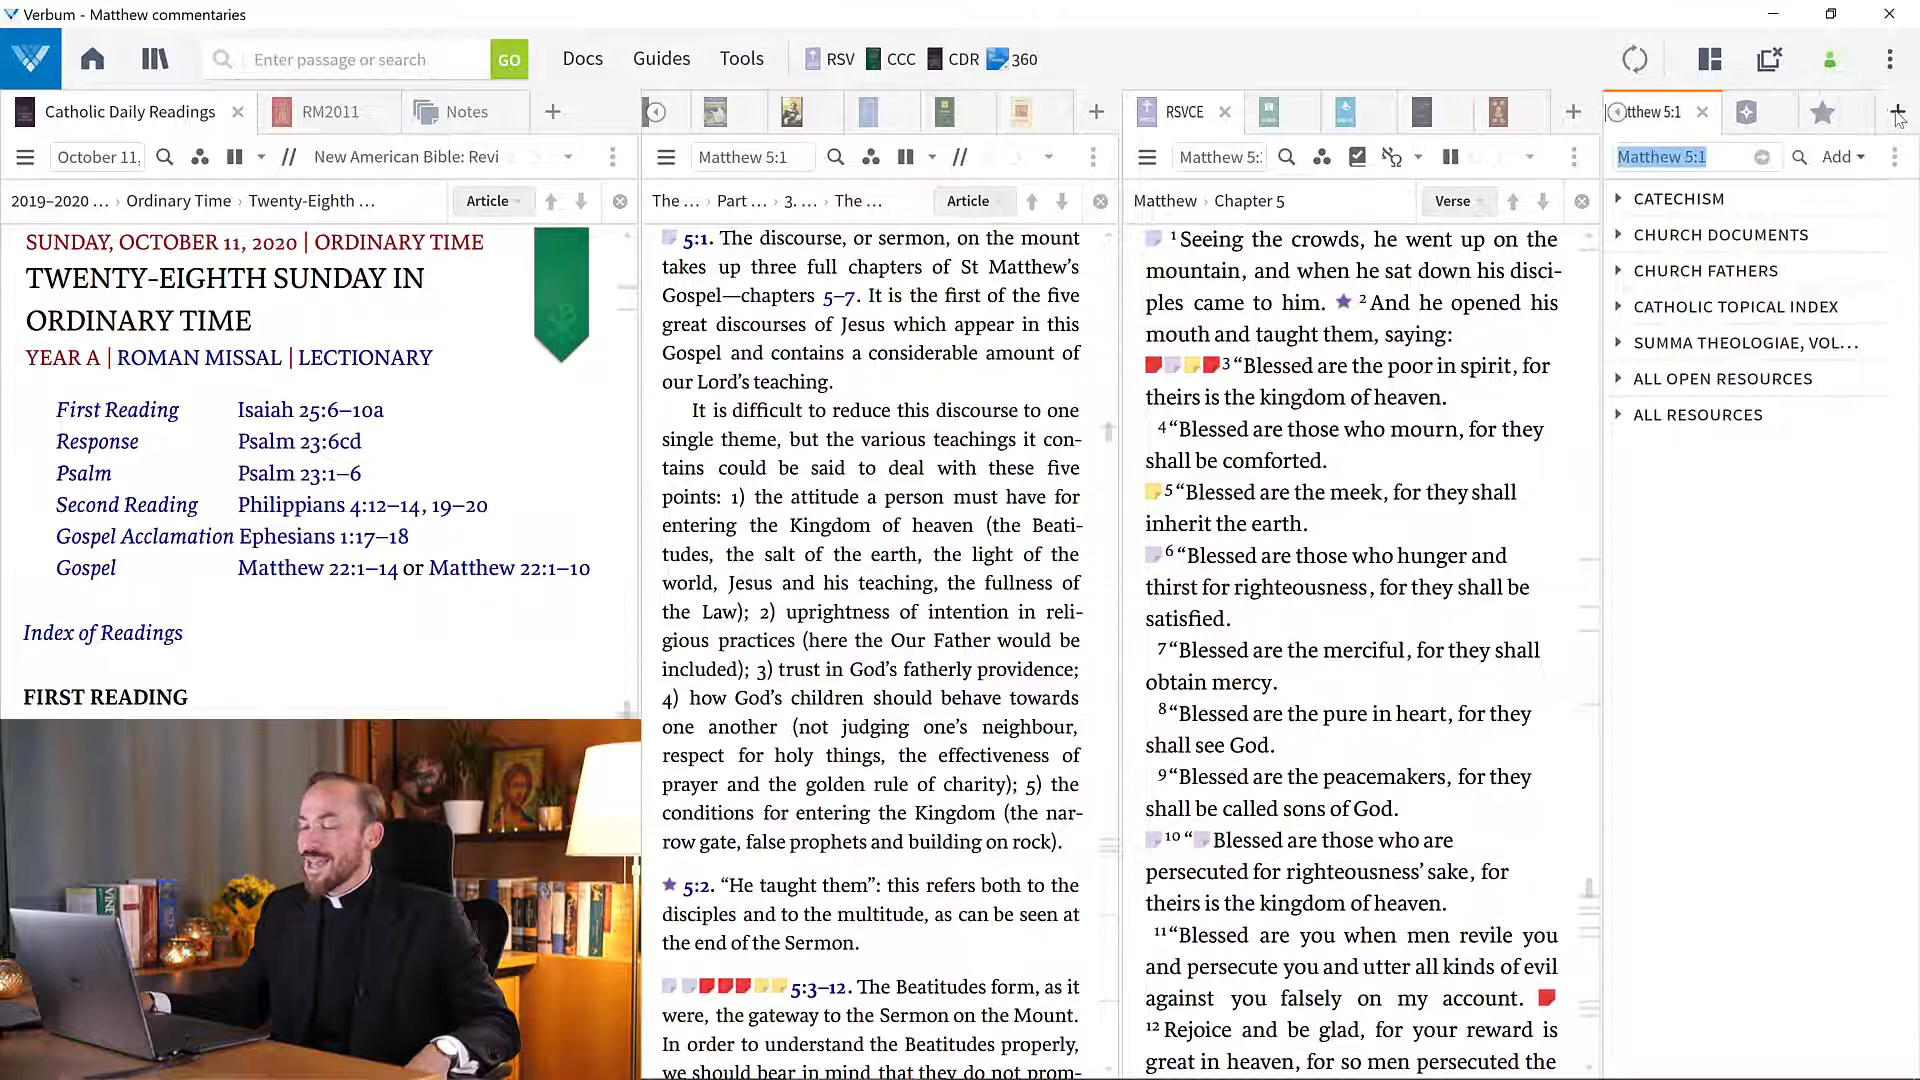 Verbum - Matthew commentaries
Enter passage or search
GO
Docs
Guides
Tools
RSV
CCC
CDR
360
Catholic Daily Readings
RM2011
Notes
October 11,
New American Bible: Revi
2019–2020 ... › Ordinary Time › Twenty-Eighth ...
Article
SUNDAY, OCTOBER 11, 2020 | ORDINARY TIME
TWENTY-EIGHTH SUNDAY IN
ORDINARY TIME
YEAR A | ROMAN MISSAL | LECTIONARY
First Reading Isaiah 25:6–10a
Response Psalm 23:6cd
Psalm Psalm 23:1–6
Second Reading Philippians 4:12–14, 19–20
Gospel Acclamation Ephesians 1:17–18
Gospel Matthew 22:1–14 or Matthew 22:1–10
Index of Readings
FIRST READING
Matthew 5:1
The ... › Part ... › 3. ... › The ...
Article
5:1. The discourse, or sermon, on the mount
takes up three full chapters of St Matthew’s
Gospel—chapters 5–7. It is the first of the five
great discourses of Jesus which appear in this
Gospel and contains a considerable amount of
our Lord’s teaching.
It is difficult to reduce this discourse to one
single theme, but the various teachings it con-
tains could be said to deal with these five
points: 1) the attitude a person must have for
entering the Kingdom of heaven (the Beati-
tudes, the salt of the earth, the light of the
world, Jesus and his teaching, the fullness of
the Law); 2) uprightness of intention in reli-
gious practices (here the Our Father would be
included); 3) trust in God’s fatherly providence;
4) how God’s children should behave towards
one another (not judging one’s neighbour,
respect for holy things, the effectiveness of
prayer and the golden rule of charity); 5) the
conditions for entering the Kingdom (the nar-
row gate, false prophets and building on rock).
5:2. “He taught them”: this refers both to the
disciples and to the multitude, as can be seen at
the end of the Sermon.
5:3–12. The Beatitudes form, as it
were, the gateway to the Sermon on the Mount.
In order to understand the Beatitudes properly,
we should bear in mind that they do not prom-
RSVCE
Matthew 5:
Matthew › Chapter 5
Verse
1 Seeing the crowds, he went up on the
mountain, and when he sat down his disci-
ples came to him. 2 And he opened his
mouth and taught them, saying:
3 “Blessed are the poor in spirit, for
theirs is the kingdom of heaven.
4 “Blessed are those who mourn, for they
shall be comforted.
5 “Blessed are the meek, for they shall
inherit the earth.
6 “Blessed are those who hunger and
thirst for righteousness, for they shall be
satisfied.
7 “Blessed are the merciful, for they shall
obtain mercy.
8 “Blessed are the pure in heart, for they
shall see God.
9 “Blessed are the peacemakers, for they
shall be called sons of God.
10 “Blessed are those who are
persecuted for righteousness’ sake, for
theirs is the kingdom of heaven.
11 “Blessed are you when men revile you
and persecute you and utter all kinds of evil
against you falsely on my account.
12 Rejoice and be glad, for your reward is
great in heaven, for so men persecuted the
tthew 5:1
Matthew 5:1
Add
CATECHISM
CHURCH DOCUMENTS
CHURCH FATHERS
CATHOLIC TOPICAL INDEX
SUMMA THEOLOGIAE, VOL...
ALL OPEN RESOURCES
ALL RESOURCES